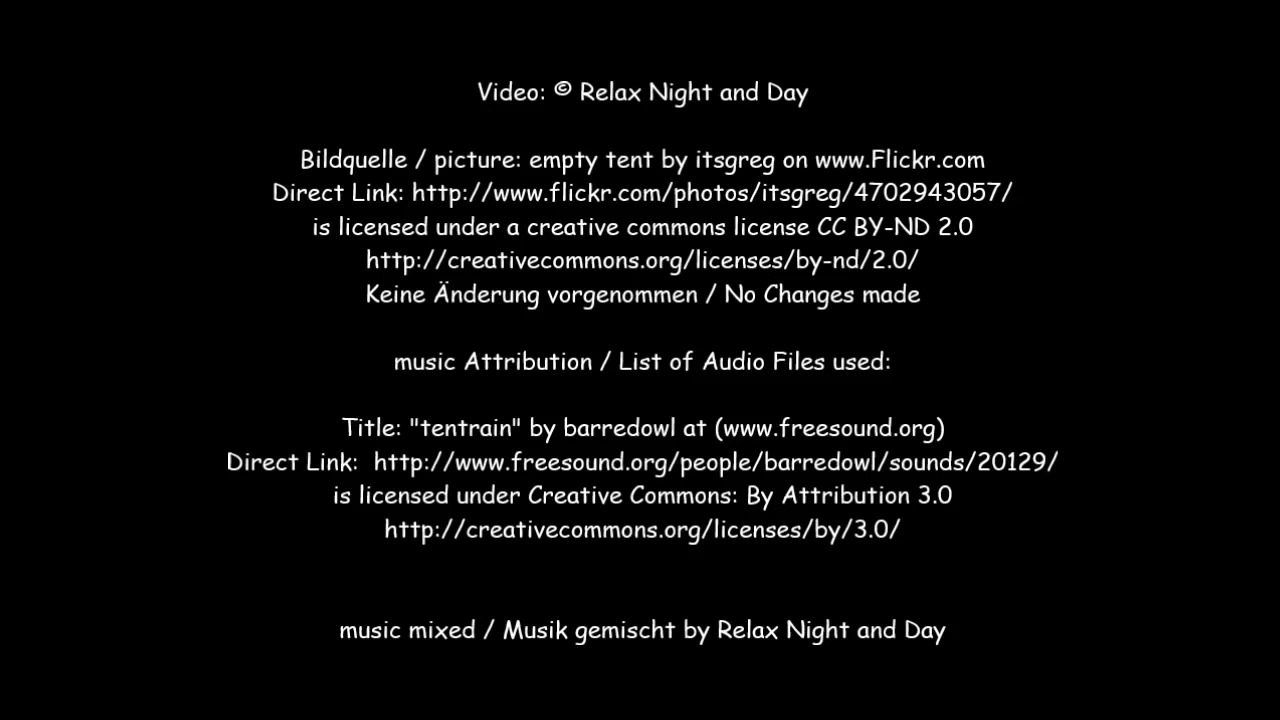 Video: © Relax Night and Day
Bildquelle / picture: empty tent by itsgreg on www.Flickr.com
Direct Link: http://www.flickr.com/photos/itsgreg/4702943057/
is licensed under a creative commons license CC BY-ND 2.0
http://creativecommons.org/licenses/by-nd/2.0/
Keine Änderung vorgenommen / No Changes made
music Attribution / List of Audio Files used:
Title: "tentrain" by barredowl at (www.freesound.org)
Direct Link:  http://www.freesound.org/people/barredowl/sounds/20129/
is licensed under Creative Commons: By Attribution 3.0
http://creativecommons.org/licenses/by/3.0/
music mixed / Musik gemischt by Relax Night and Day